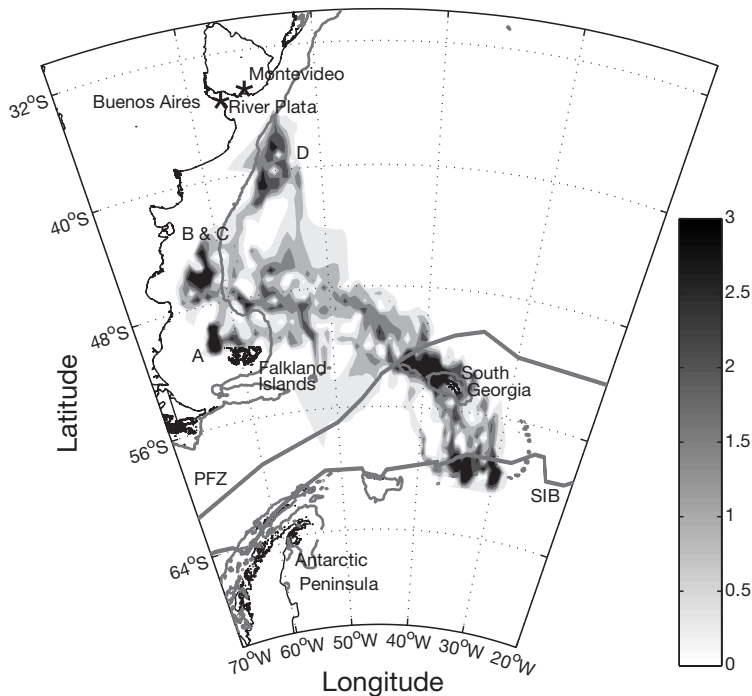 Montevideo
Buenos Aires
River Plata
32°S
D
40°S
B & C
48°S
A
Falkland
Islands
South
Georgia
56°S
PFZ
SIB
64°S
Antarctic
Peninsula
70°W 60°W 50°W 40°W 30°W 20°W
Longitude
Latitude
3
2.5
2
1.5
1
0.5
0